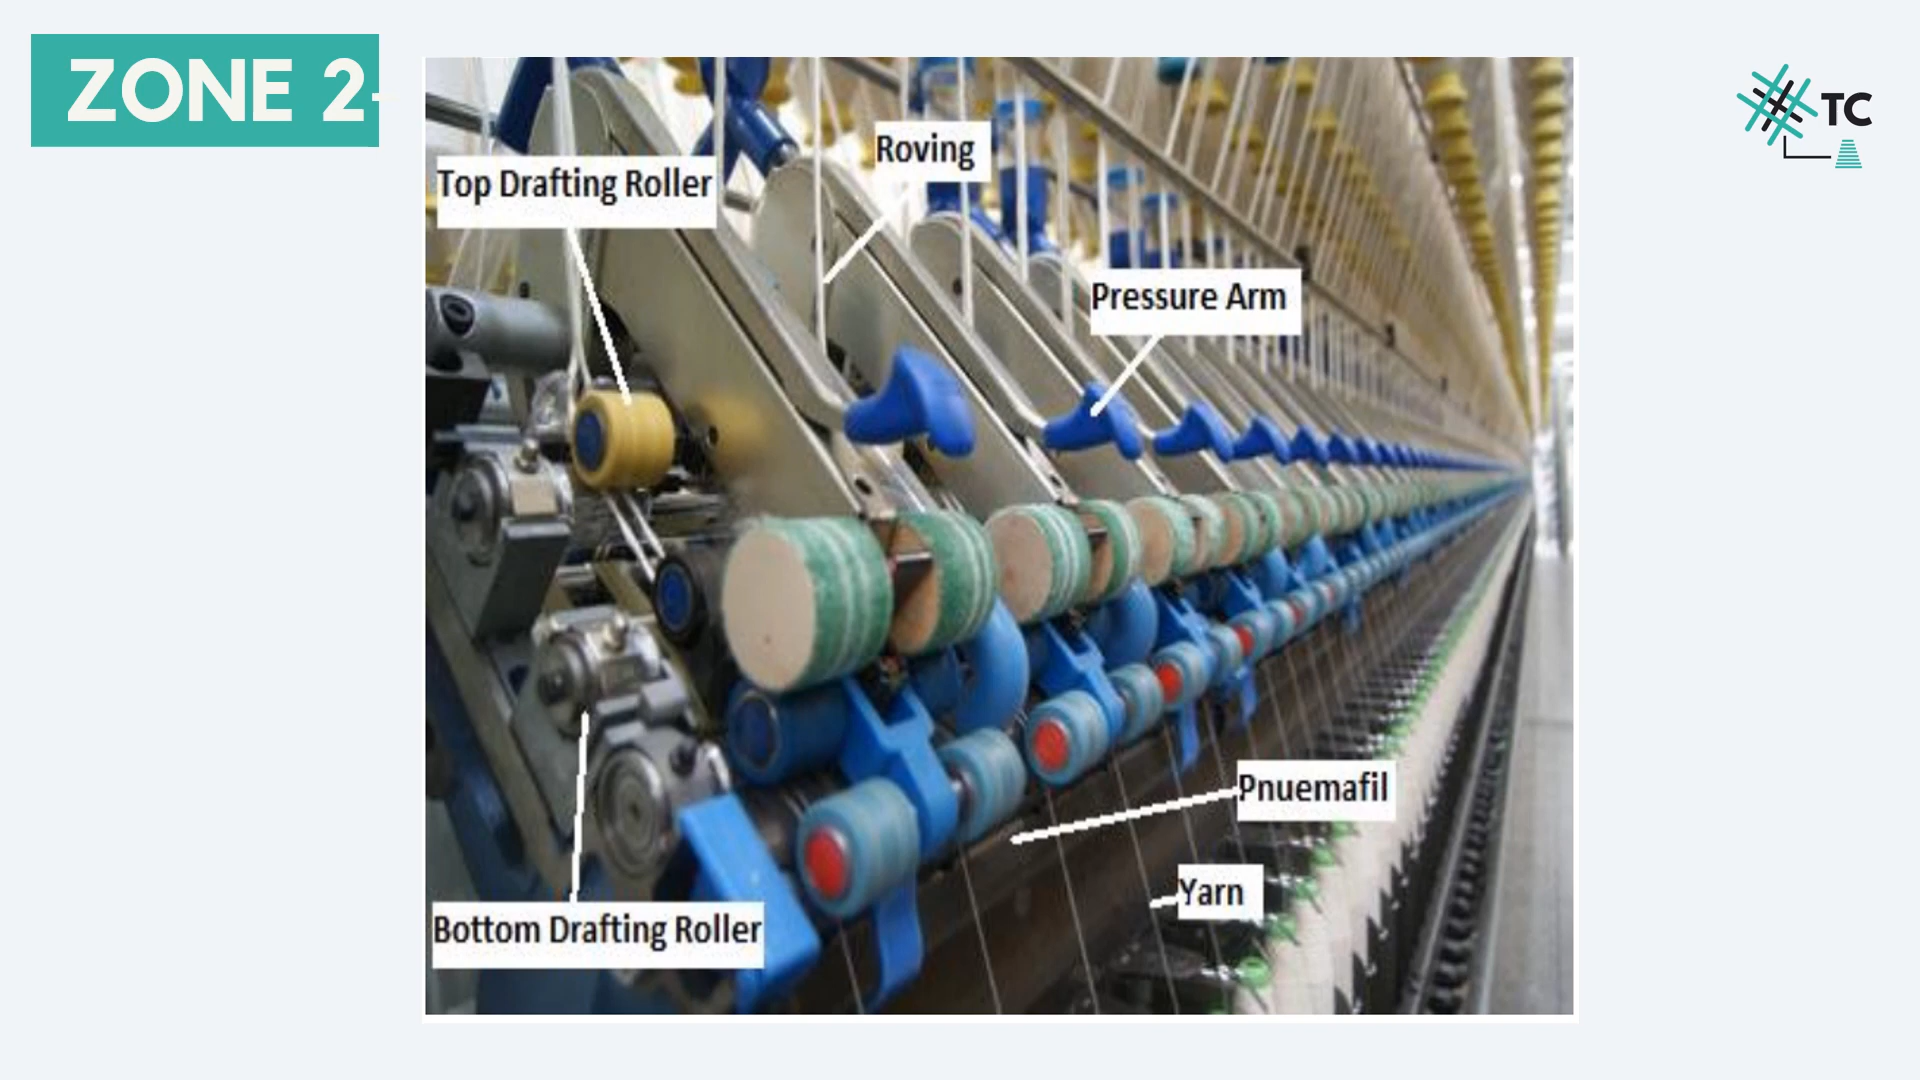 ZONE 2-
TC
Roving
Top Drafting Roller
Pressure Arm
Pnuemafil
Yarn
Bottom Drafting Roller